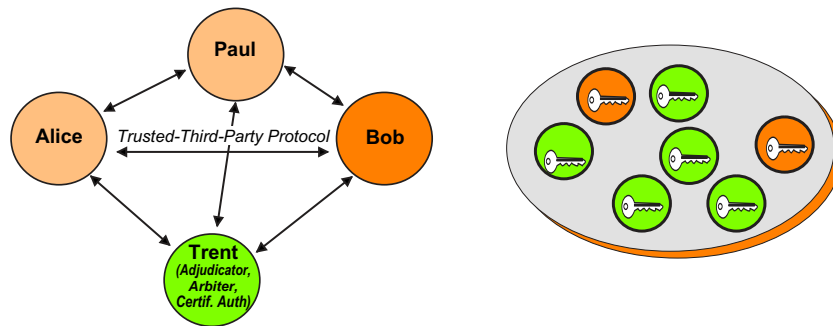 Paul
Alice
Trusted-Third-Party Protocol
Bob
Trent
(Adjudicator,
Arbiter,
Certif. Auth)